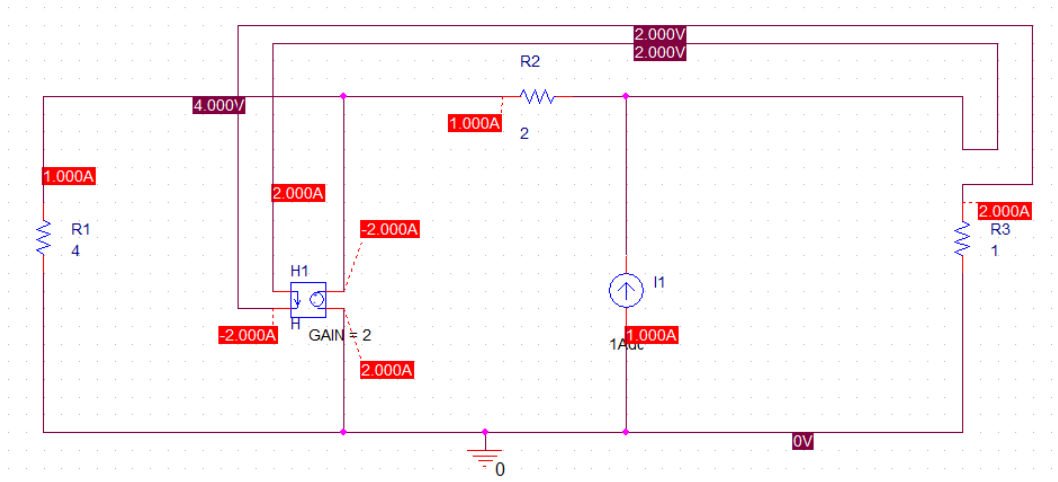 2.000V
2.000V
R2
4.000V
1.000A
2
1.000A
2.000A
2.000A
R1
4
-2.000A
R3
1
H1
I1
H
-2.000A
GAIN = 2
1.000A
1Adc
2.000A
0V
0